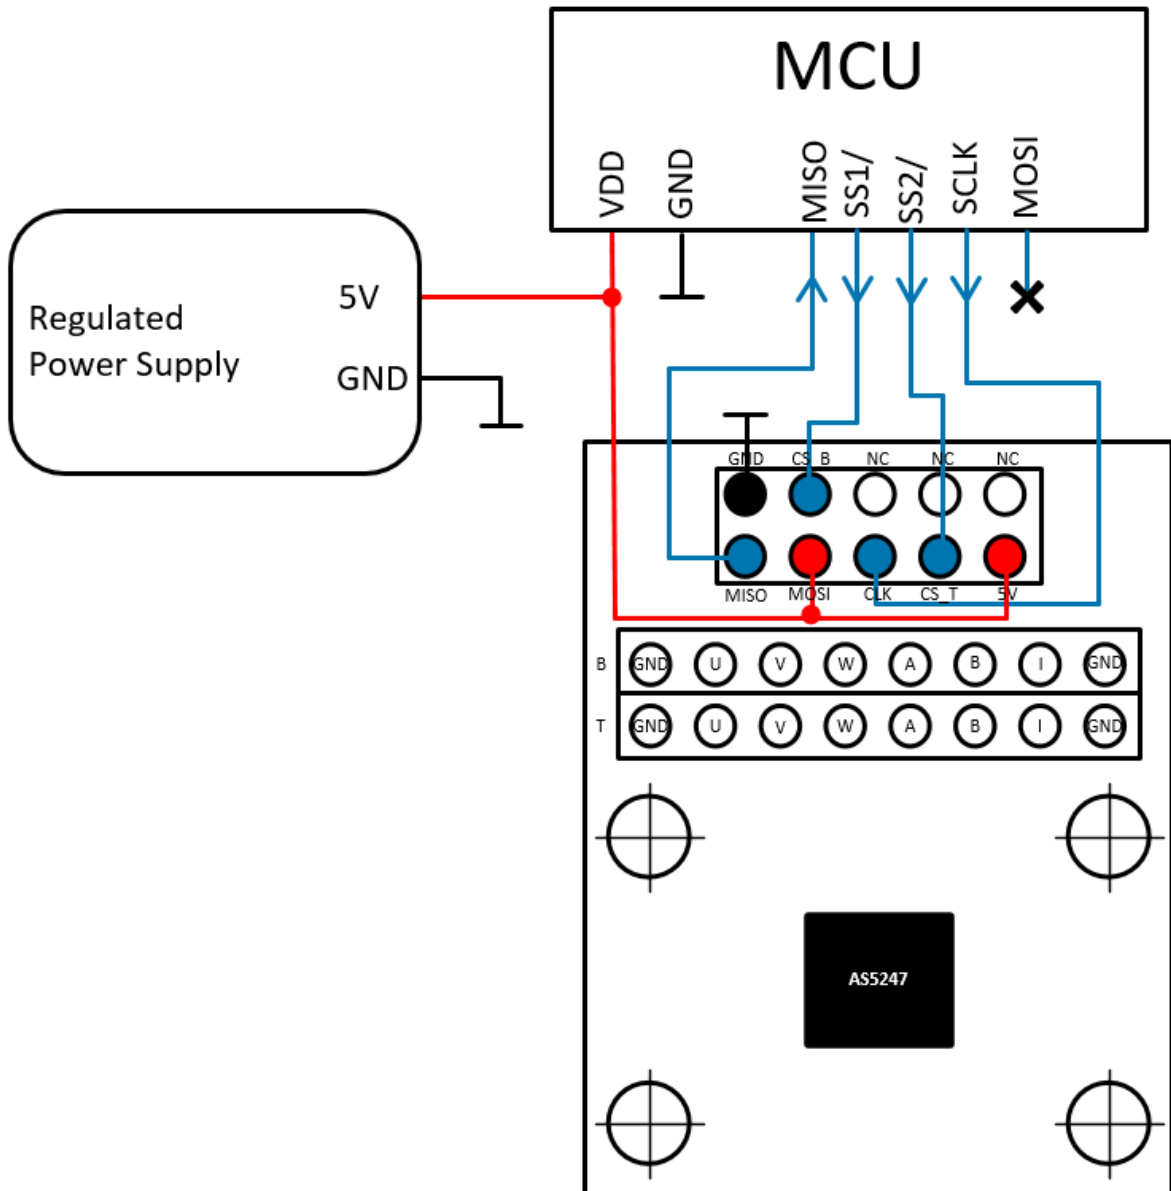 MCU
VDD
GND
MISO
SS1/
SS2/
SCLK
MOSI
5V
Regulated
Power Supply
GND
GND CS_B NC NC NC
MISO MOSI CLK CS_T 5V
B GND U V W A B I GND
T GND U V W A B I GND
AS5247